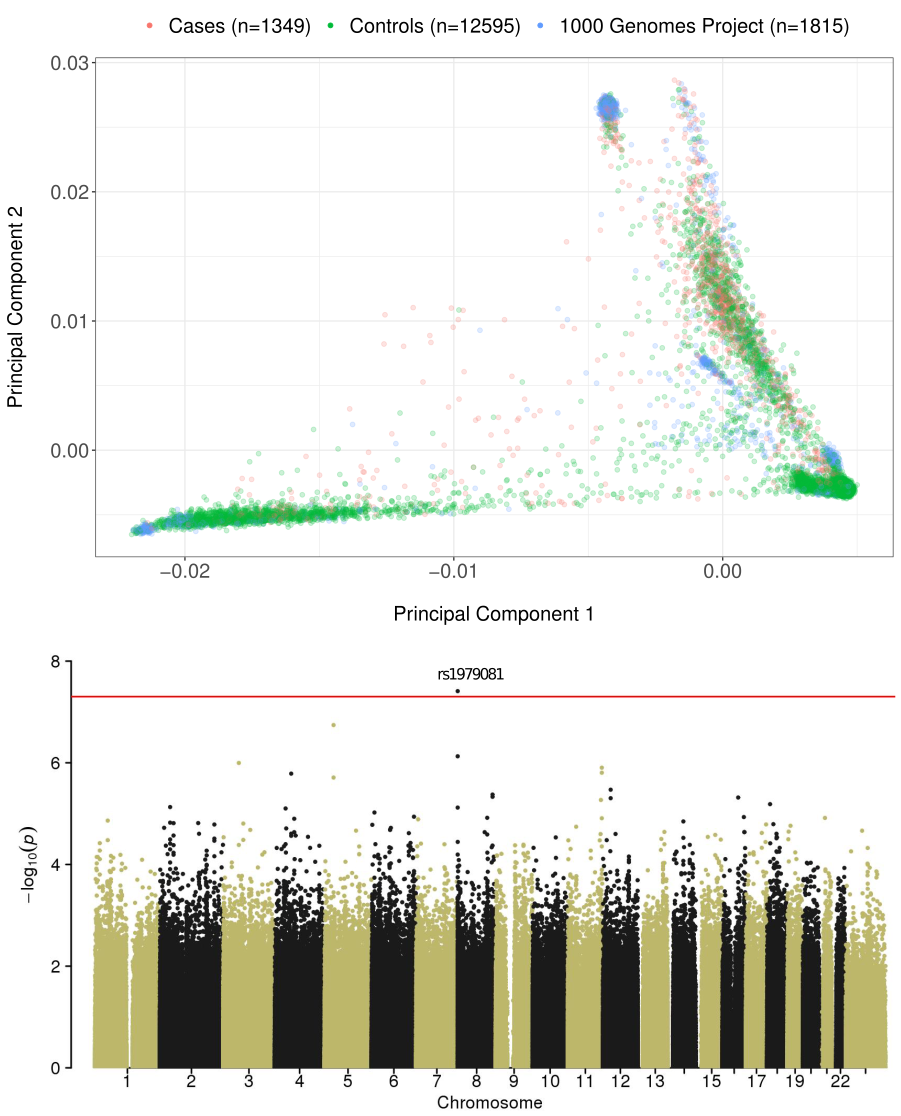 Cases (n=1349) Controls (n=12595) 1000 Genomes Project (n=1815)
0.03
0.02
0.01
0.00
Principal Component 2
−0.02 −0.01 0.00
Principal Component 1
rs1979081
8
6
4
2
0
−log10(p)
1 2 3 4 5 6 7 8 9 10 11 12 13 15 17 19 22
Chromosome